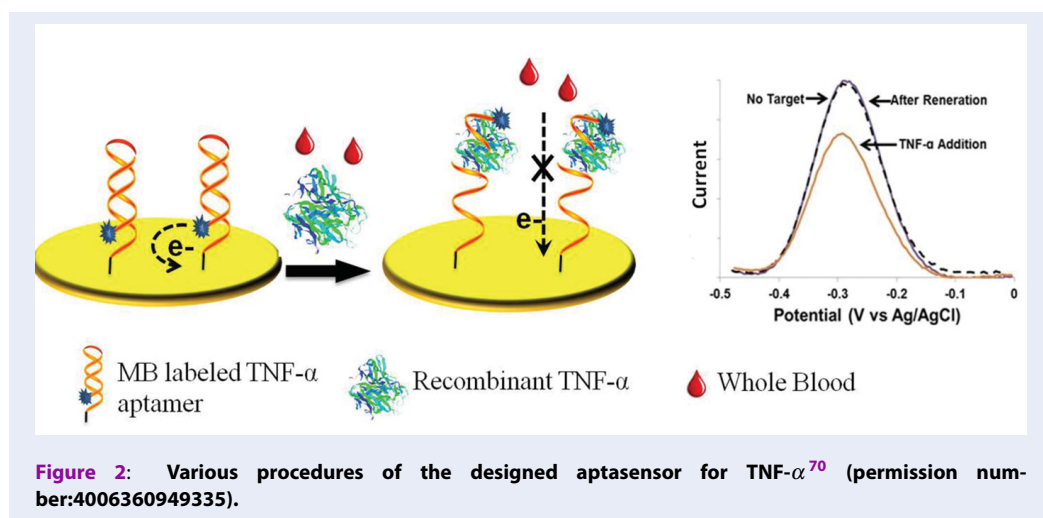 e-
e-
No Target
After Reneration
TNF-α Addition
Current
-0.5 -0.4 -0.3 -0.2 -0.1 0
Potential (V vs Ag/AgCl)
MB labeled TNF-α
aptamer
Recombinant TNF-α
Whole Blood
Figure 2: Various procedures of the designed aptasensor for TNF-α 70 (permission num-
ber:4006360949335).